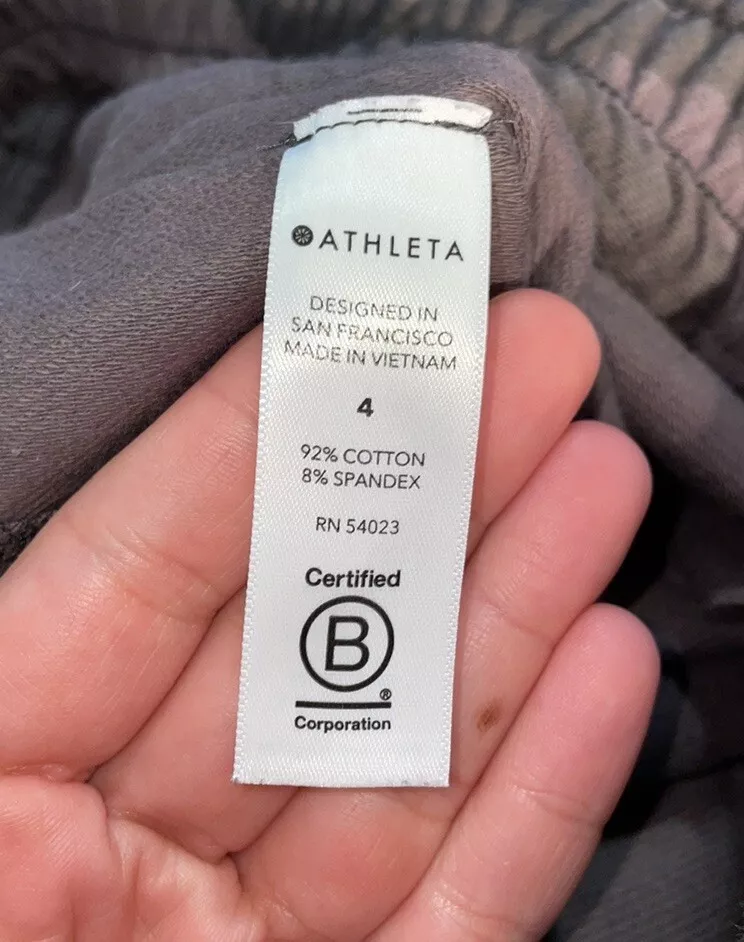 ATHLETA
DESIGNED IN
SAN FRANCISCO
MADE IN VIETNAM
4
92% COTTON
8% SPANDEX
RN 54023
Certified
B
®
Corporation